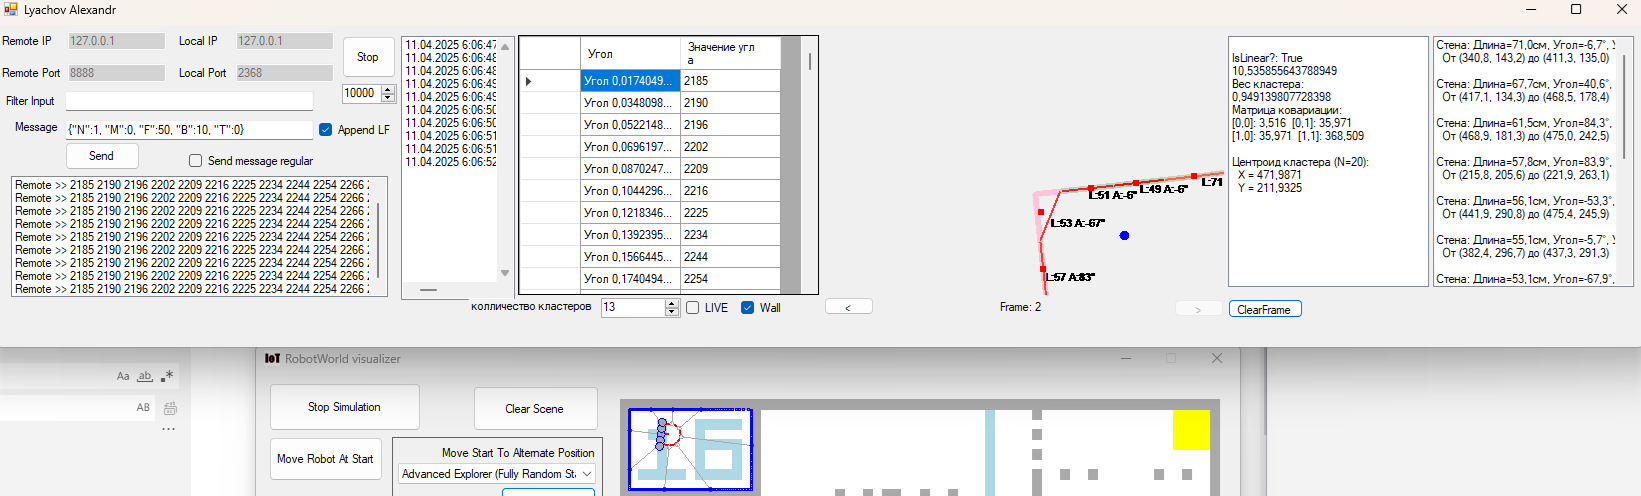 Lyachov Alexandr
Remote IP 127.0.0.1 Local IP 127.0.0.1
Remote Port 8888 Local Port 2368
Stop
10000
Filter Input
Message {"N":1, "M":0, "F":50, "B":10, "T":0} Append LF
Send Send message regular
Remote >> 2185 2190 2196 2202 2209 2216 2225 2234 2244 2254 2266
Remote >> 2185 2190 2196 2202 2209 2216 2225 2234 2244 2254 2266
Remote >> 2185 2190 2196 2202 2209 2216 2225 2234 2244 2254 2266
Remote >> 2185 2190 2196 2202 2209 2216 2225 2234 2244 2254 2266
Remote >> 2185 2190 2196 2202 2209 2216 2225 2234 2244 2254 2266
Remote >> 2185 2190 2196 2202 2209 2216 2225 2234 2244 2254 2266
Remote >> 2185 2190 2196 2202 2209 2216 2225 2234 2244 2254 2266
Remote >> 2185 2190 2196 2202 2209 2216 2225 2234 2244 2254 2266
Remote >> 2185 2190 2196 2202 2209 2216 2225 2234 2244 2254 2266
11.04.2025 6:06:47
11.04.2025 6:06:48
11.04.2025 6:06:48
11.04.2025 6:06:49
11.04.2025 6:06:49
11.04.2025 6:06:50
11.04.2025 6:06:50
11.04.2025 6:06:51
11.04.2025 6:06:51
11.04.2025 6:06:52
Угол Значение угл
а
Угол 0,0174049... 2185
Угол 0,0348098... 2190
Угол 0,0522148... 2196
Угол 0,0696197... 2202
Угол 0,0870247... 2209
Угол 0,1044296... 2216
Угол 0,1218346... 2225
Угол 0,1392395... 2234
Угол 0,1566445... 2244
Угол 0,1740494... 2254
Колличество кластеров 13 LIVE Wall <
L:51 A:-6° L:49 A:-6° L:71
L:53 A:-67°
L:57 A:83°
Frame: 2 > ClearFrame
IsLinear?: True
10,535855643788949
Вес кластера:
0,949139807728398
Матрица ковариации:
[0,0]: 3,516 [0,1]: 35,971
[1,0]: 35,971 [1,1]: 368,509
Центроид кластера (N=20):
X = 471,9871
Y = 211,9325
Стена: Длина=71,0см, Угол=-6,7°,
От (340,8, 143,2) до (411,3, 135,0)
Стена: Длина=67,7см, Угол=40,6°,
От (417,1, 134,3) до (468,5, 178,4)
Стена: Длина=61,5см, Угол=84,3°,
От (468,9, 181,3) до (475,0, 242,5)
Стена: Длина=57,8см, Угол=83,9°,
От (215,8, 205,6) до (221,9, 263,1)
Стена: Длина=56,1см, Угол=-53,3°,
От (441,9, 290,8) до (475,4, 245,9)
Стена: Длина=55,1см, Угол=-5,7°,
От (382,4, 296,7) до (437,3, 291,3)
Стена: Длина=53,1см, Угол=-67,9°,
Aa ab .*
AB
...
IoT RobotWorld visualizer
Stop Simulation Clear Scene
Move Robot At Start
Move Start To Alternate Position
Advanced Explorer (Fully Random St
16